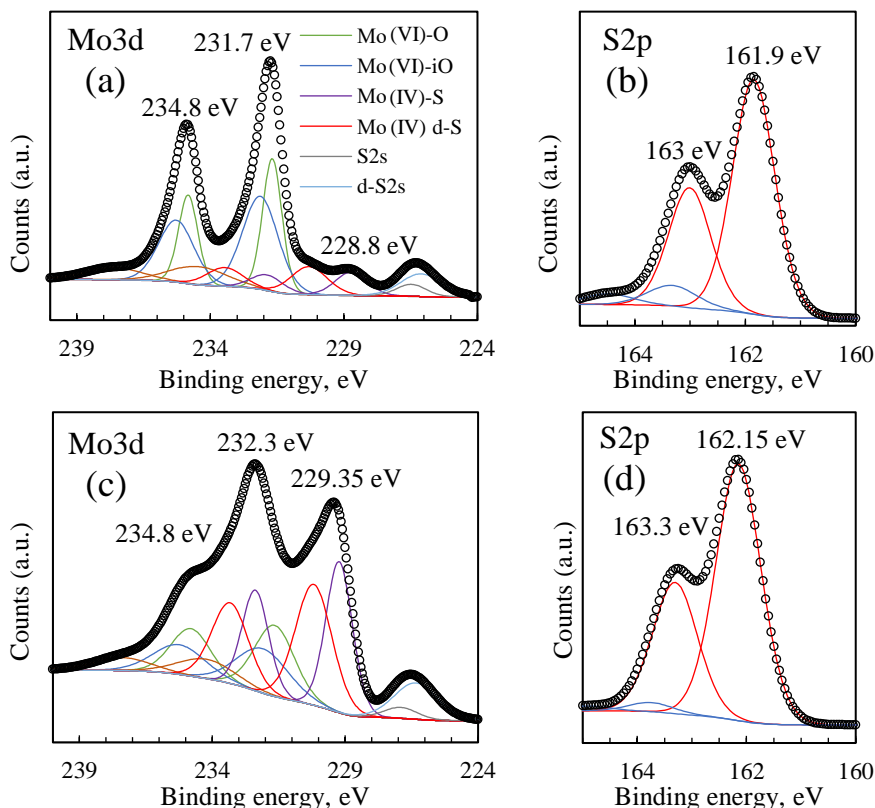 Mo3d
(a)
234.8 eV
231.7 eV
228.8 eV
Mo (VI)-O
Mo (VI)-iO
Mo (IV)-S
Mo (IV) d-S
S2s
d-S2s
Counts (a.u.)
239 234 229 224
Binding energy, eV
S2p
(b)
163 eV
161.9 eV
Counts (a.u.)
164 162 160
Binding energy, eV
Mo3d
(c)
234.8 eV
232.3 eV
229.35 eV
Counts (a.u.)
239 234 229 224
Binding energy, eV
S2p
(d)
163.3 eV
162.15 eV
Counts (a.u.)
164 162 160
Binding energy, eV